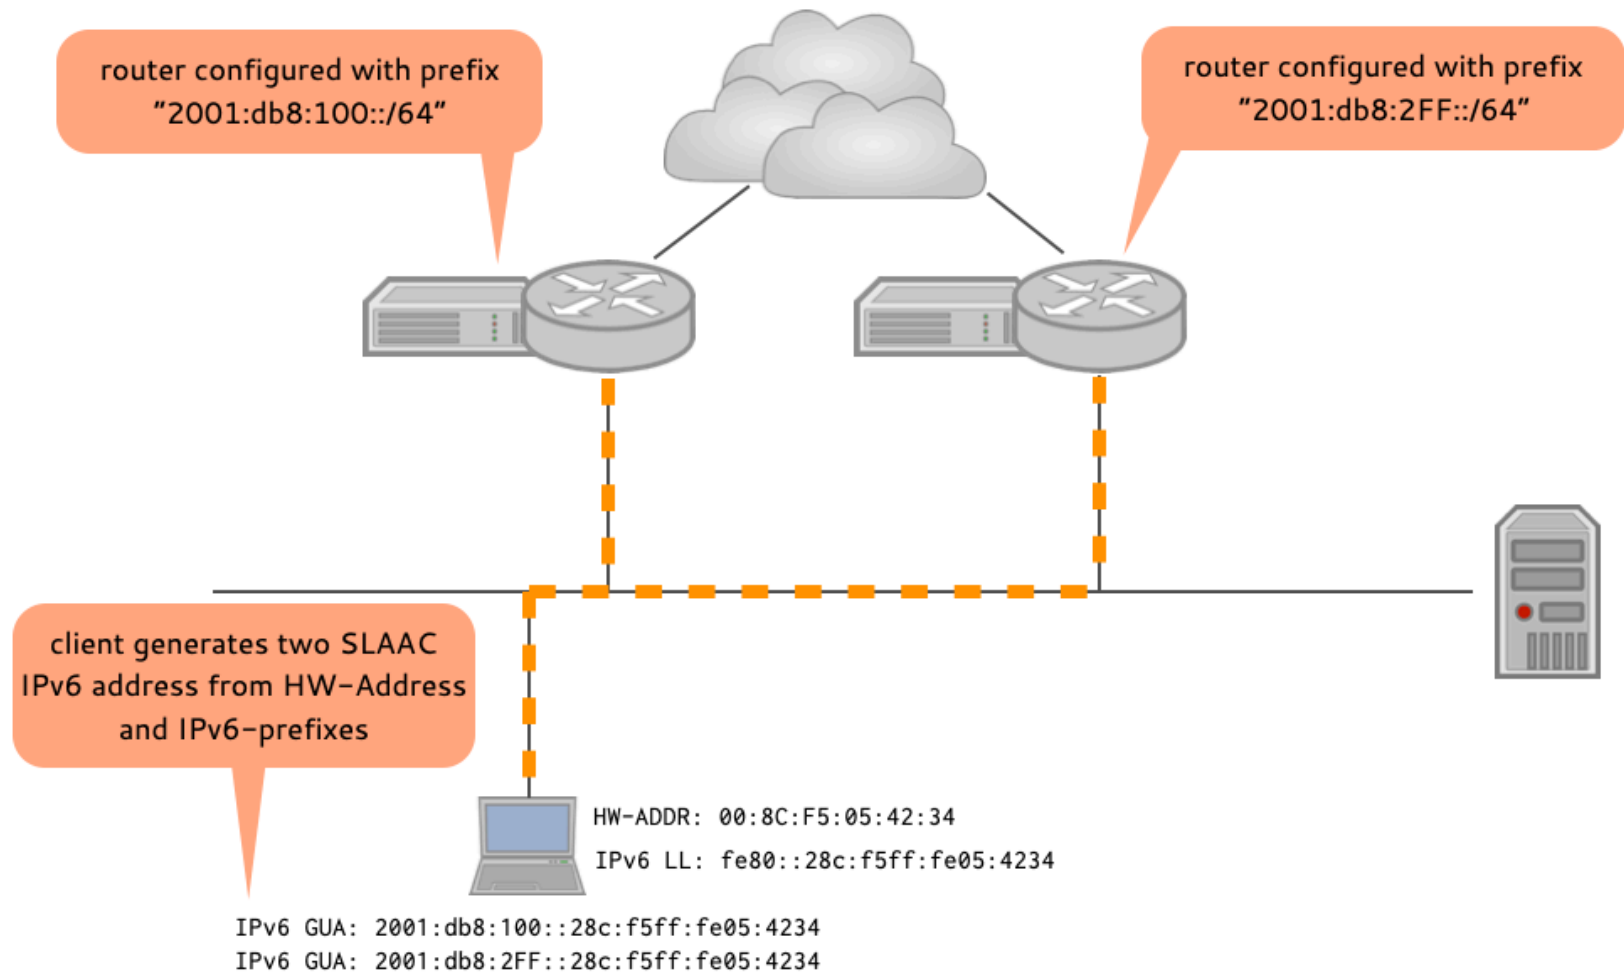 router configured with prefix
"2001:db8:100::/64"
router configured with prefix
"2001:db8:2FF::/64"
client generates two SLAAC
IPv6 address from HW-Address
and IPv6-prefixes
HW-ADDR: 00:8C:F5:05:42:34
IPv6 LL: fe80::28c:f5ff:fe05:4234
IPv6 GUA: 2001:db8:100::28c:f5ff:fe05:4234
IPv6 GUA: 2001:db8:2FF::28c:f5ff:fe05:4234